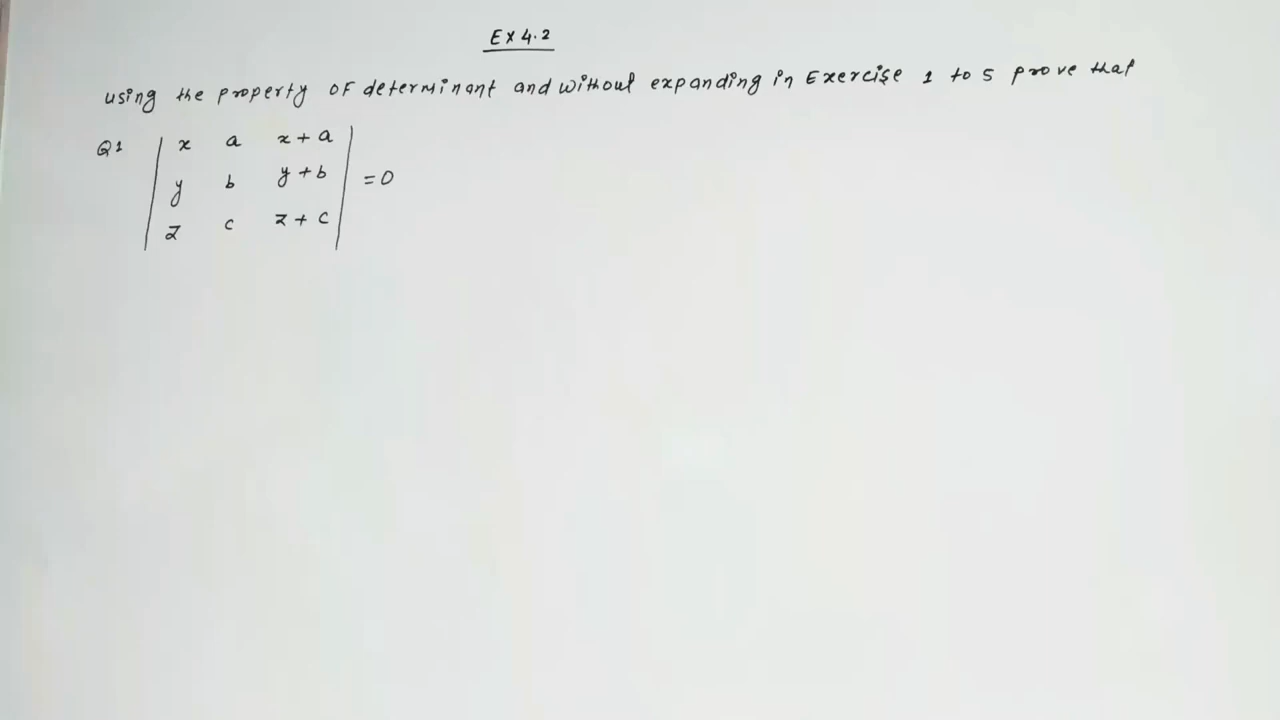 Ex 4.2
using the property of determinant and without expanding in Exercise 1 to 5 prove that
Q1 | x a x + a |
| y b y + b | = 0
| z c z + c |